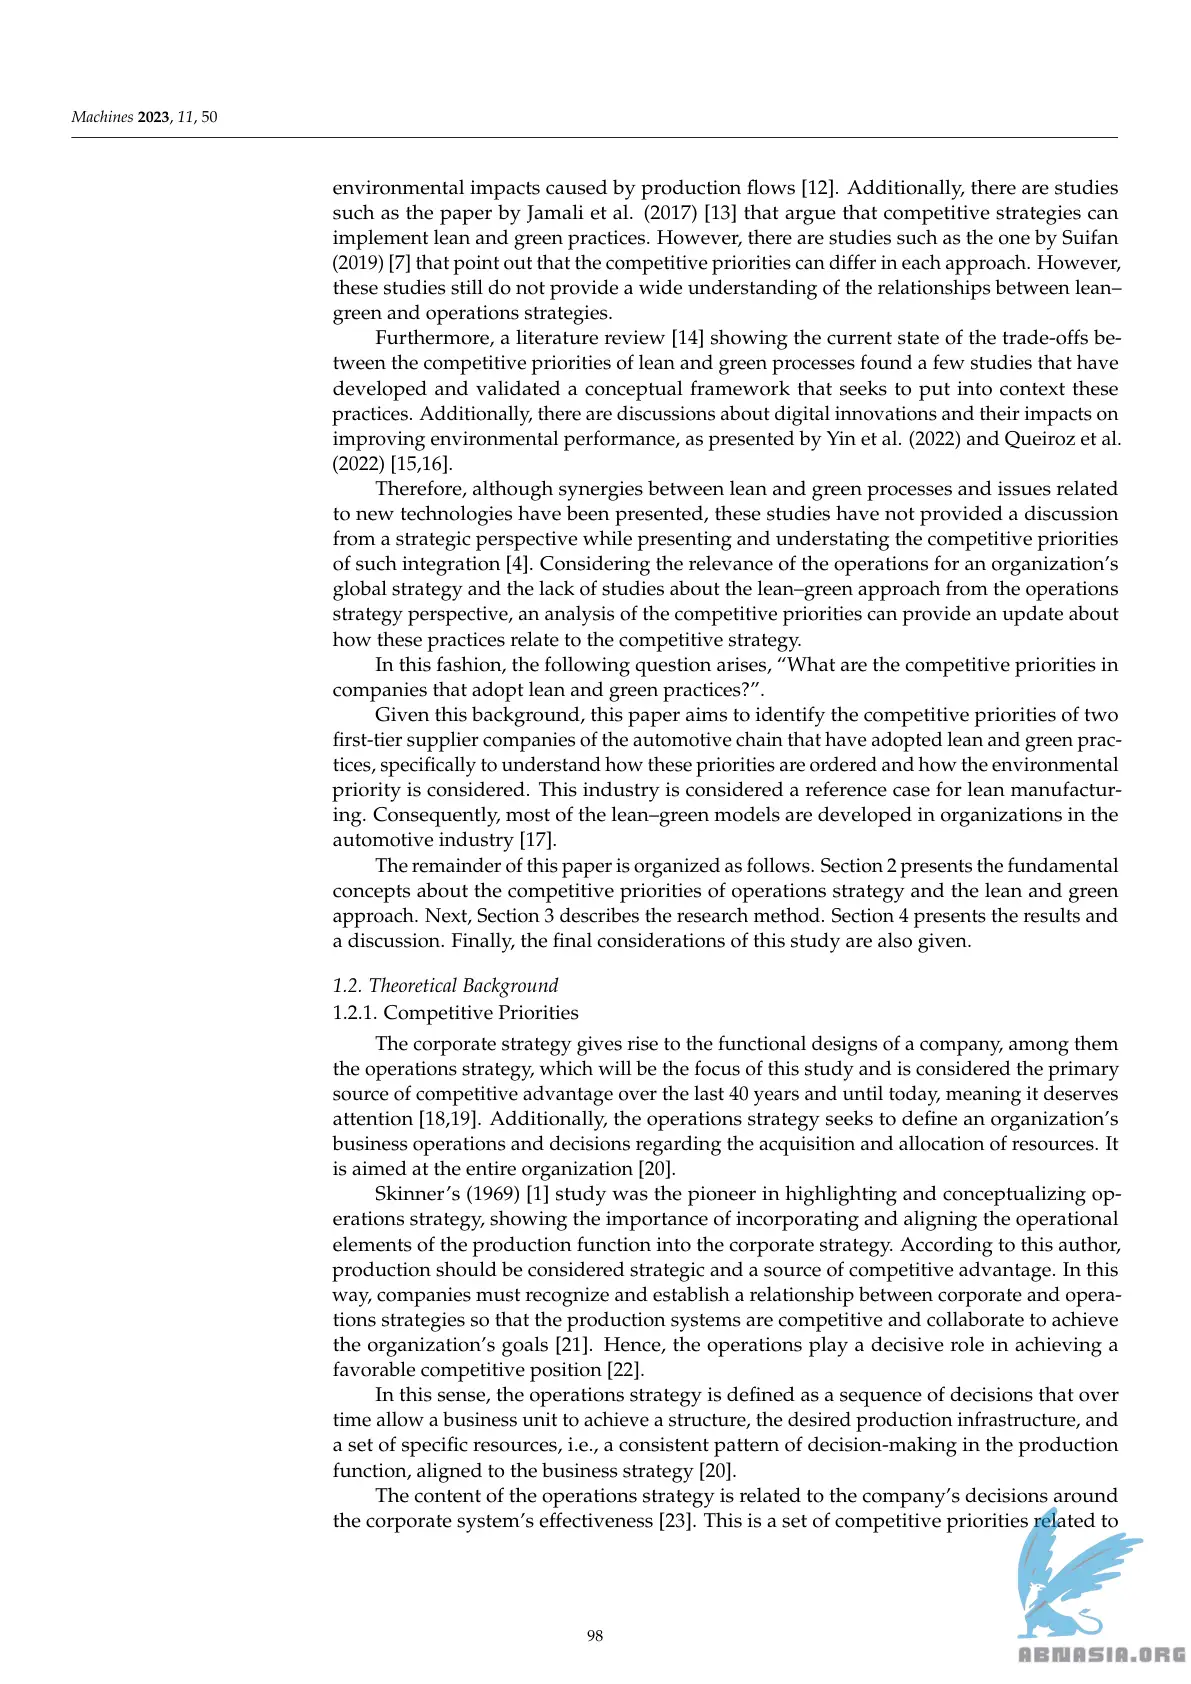 Machines 2023, 11, 50
environmental impacts caused by production flows [12]. Additionally, there are studies
such as the paper by Jamali et al. (2017) [13] that argue that competitive strategies can
implement lean and green practices. However, there are studies such as the one by Suifan
(2019) [7] that point out that the competitive priorities can differ in each approach. However,
these studies still do not provide a wide understanding of the relationships between lean–
green and operations strategies.
Furthermore, a literature review [14] showing the current state of the trade-offs be-
tween the competitive priorities of lean and green processes found a few studies that have
developed and validated a conceptual framework that seeks to put into context these
practices. Additionally, there are discussions about digital innovations and their impacts on
improving environmental performance, as presented by Yin et al. (2022) and Queiroz et al.
(2022) [15,16].
Therefore, although synergies between lean and green processes and issues related
to new technologies have been presented, these studies have not provided a discussion
from a strategic perspective while presenting and understating the competitive priorities
of such integration [4]. Considering the relevance of the operations for an organization's
global strategy and the lack of studies about the lean–green approach from the operations
strategy perspective, an analysis of the competitive priorities can provide an update about
how these practices relate to the competitive strategy.
In this fashion, the following question arises, “What are the competitive priorities in
companies that adopt lean and green practices?”.
Given this background, this paper aims to identify the competitive priorities of two
first-tier supplier companies of the automotive chain that have adopted lean and green prac-
tices, specifically to understand how these priorities are ordered and how the environmental
priority is considered. This industry is considered a reference case for lean manufactur-
ing. Consequently, most of the lean–green models are developed in organizations in the
automotive industry [17].
The remainder of this paper is organized as follows. Section 2 presents the fundamental
concepts about the competitive priorities of operations strategy and the lean and green
approach. Next, Section 3 describes the research method. Section 4 presents the results and
a discussion. Finally, the final considerations of this study are also given.
1.2. Theoretical Background
1.2.1. Competitive Priorities
The corporate strategy gives rise to the functional designs of a company, among them
the operations strategy, which will be the focus of this study and is considered the primary
source of competitive advantage over the last 40 years and until today, meaning it deserves
attention [18,19]. Additionally, the operations strategy seeks to define an organization's
business operations and decisions regarding the acquisition and allocation of resources. It
is aimed at the entire organization [20].
Skinner's (1969) [1] study was the pioneer in highlighting and conceptualizing op-
erations strategy, showing the importance of incorporating and aligning the operational
elements of the production function into the corporate strategy. According to this author,
production should be considered strategic and a source of competitive advantage. In this
way, companies must recognize and establish a relationship between corporate and opera-
tions strategies so that the production systems are competitive and collaborate to achieve
the organization's goals [21]. Hence, the operations play a decisive role in achieving a
favorable competitive position [22].
In this sense, the operations strategy is defined as a sequence of decisions that over
time allow a business unit to achieve a structure, the desired production infrastructure, and
a set of specific resources, i.e., a consistent pattern of decision-making in the production
function, aligned to the business strategy [20].
The content of the operations strategy is related to the company's decisions around
the corporate system's effectiveness [23]. This is a set of competitive priorities related to
98
ABNASIA.ORG